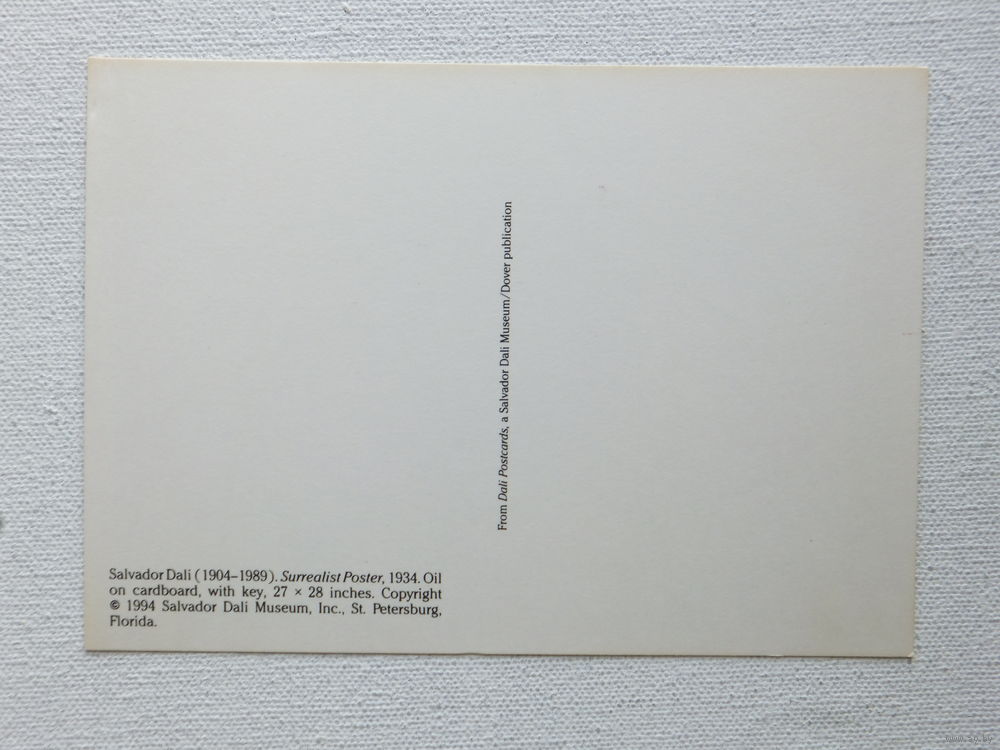 From Dali Postcards, a Salvador Dali Museum/Dover publication
Salvador Dali (1904–1989). Surrealist Poster, 1934. Oil
on cardboard, with key, 27 × 28 inches. Copyright
© 1994 Salvador Dali Museum, Inc., St. Petersburg,
Florida.